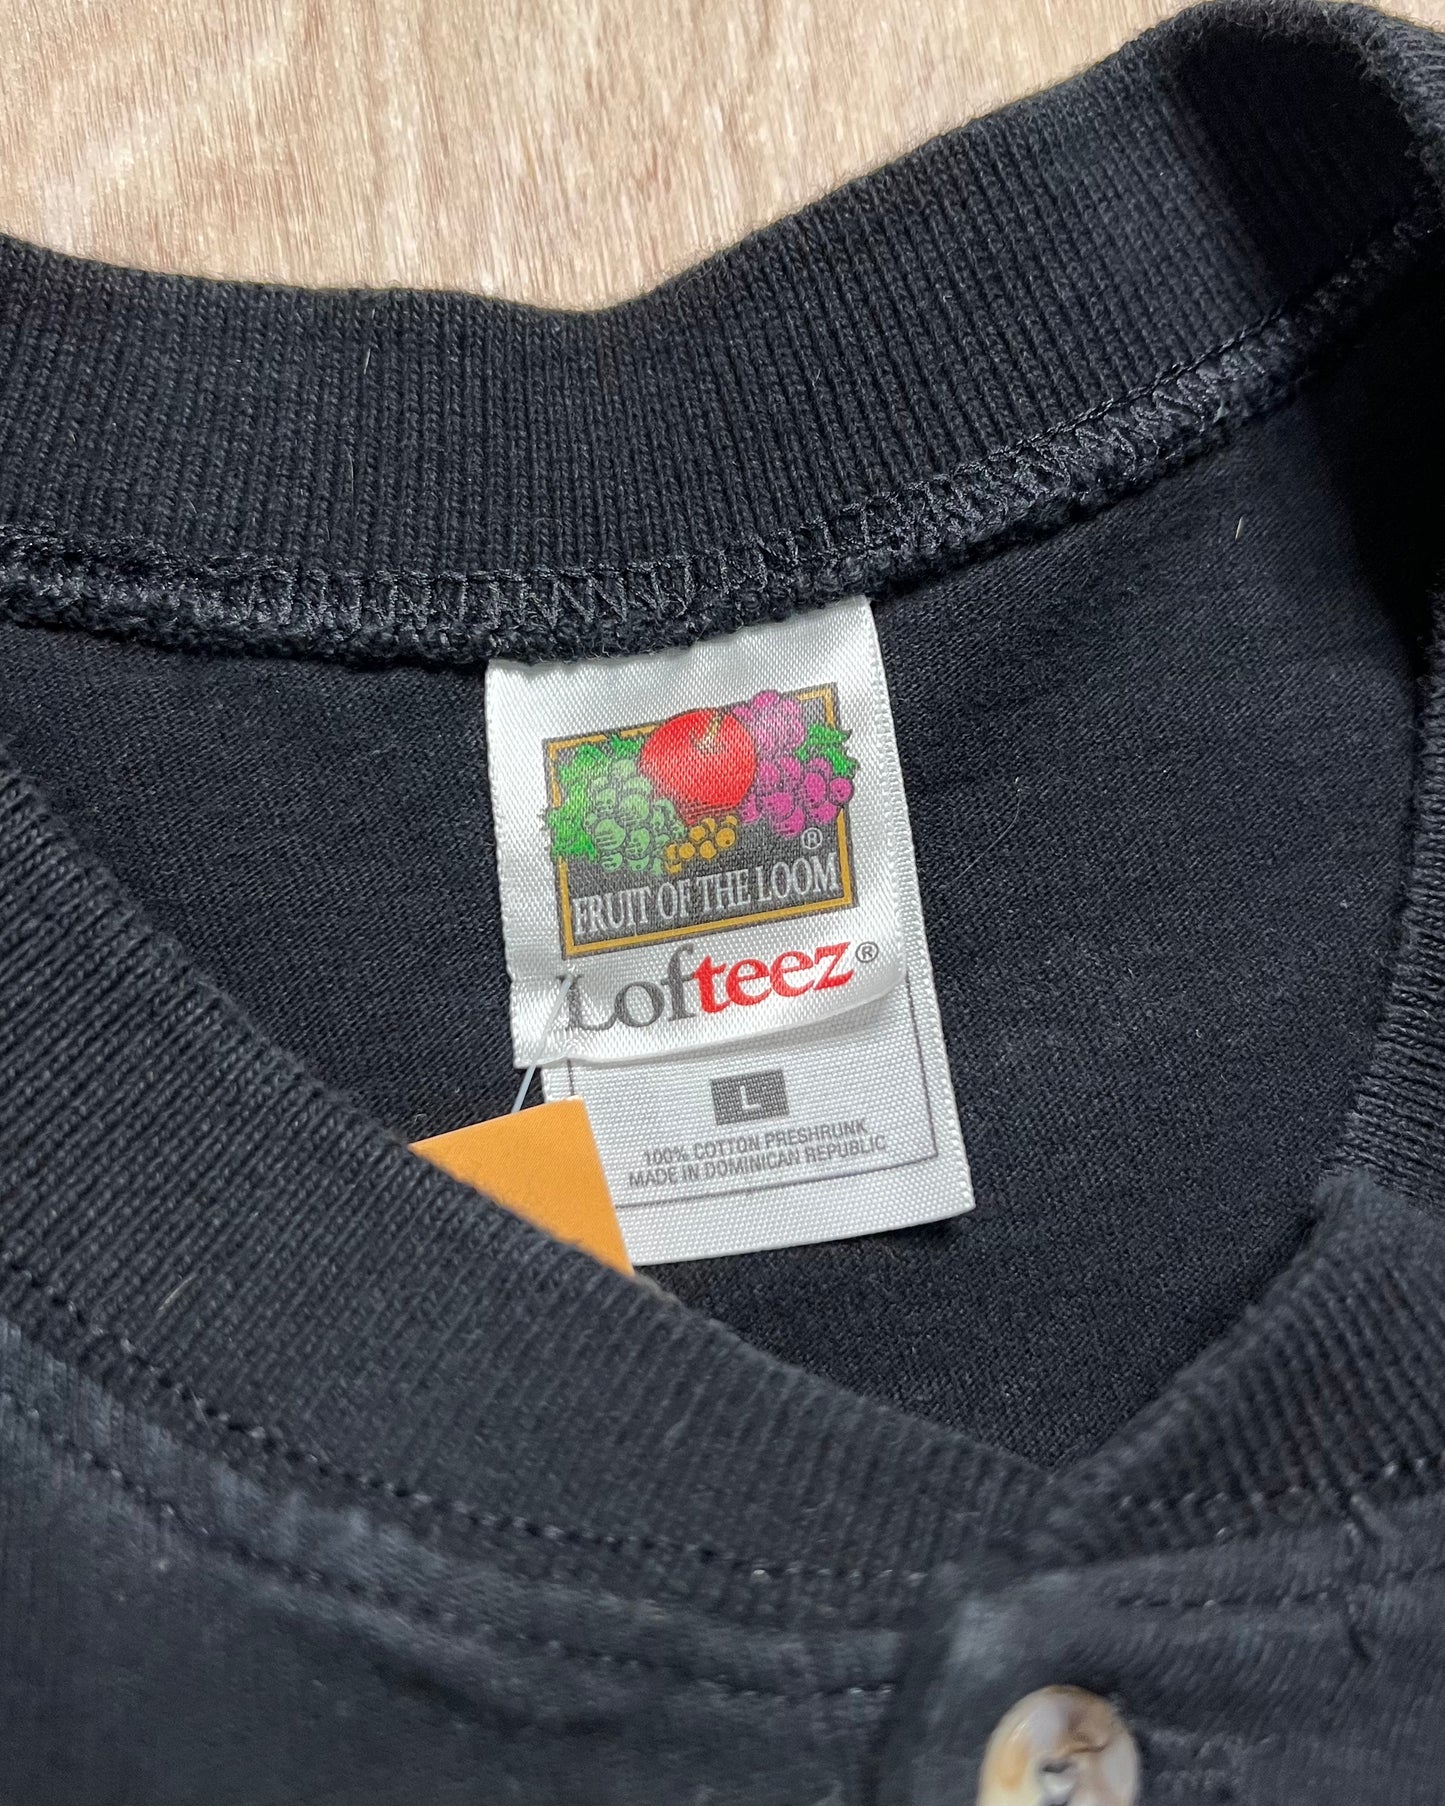 ®
FRUIT OF THE LOOM
Lofteez®
L
100% COTTON PRESHRUNK
MADE IN DOMINICAN REPUBLIC